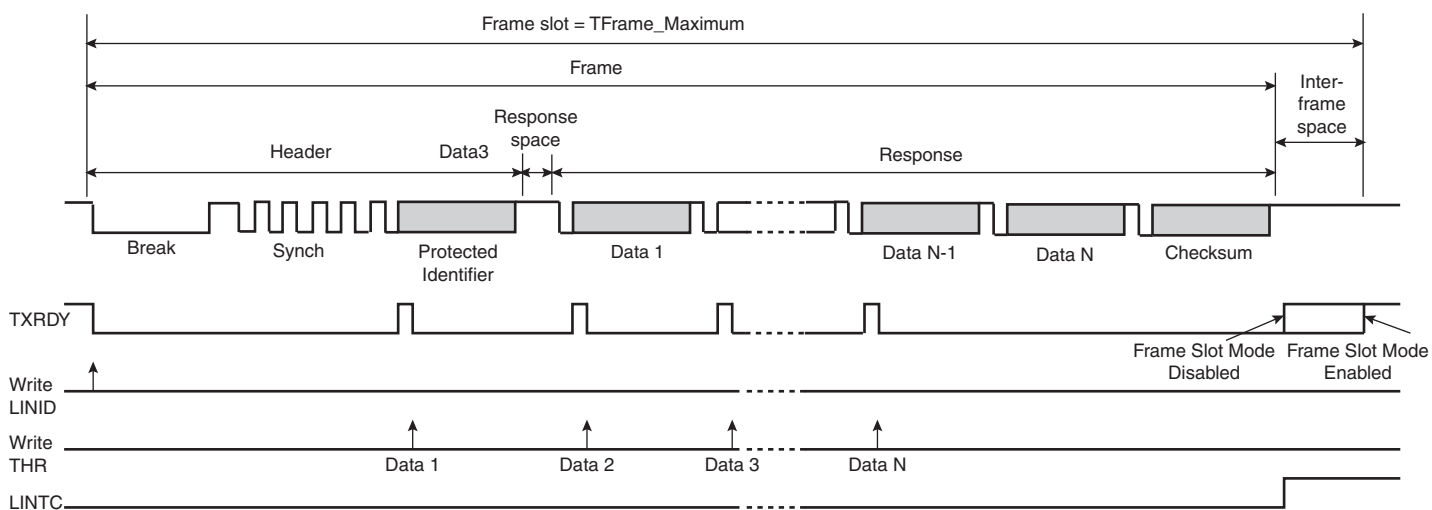 Frame slot = TFrame_Maximum
Frame
Inter-
frame
space
Response
space
Header
Data3
Response
Break
Synch
Protected
Identifier
Data 1
Data N-1
Data N
Checksum
TXRDY
Frame Slot Mode
Disabled
Frame Slot Mode
Enabled
Write
LINID
Write
THR
Data 1
Data 2
Data 3
Data N
LINTC